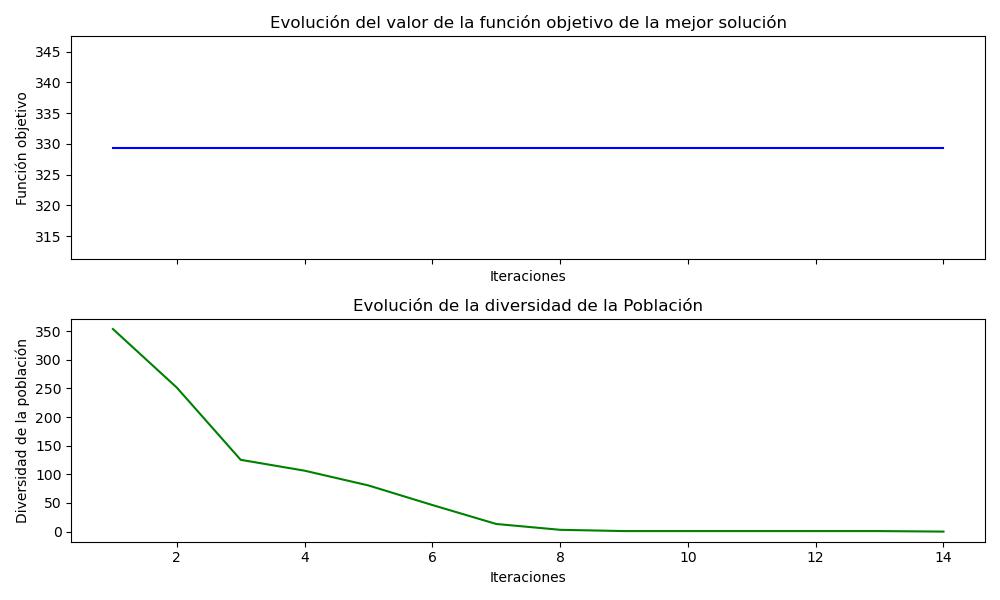 Evolución del valor de la función objetivo de la mejor solución
345
340
335
330
325
320
315
Función objetivo
Iteraciones
Evolución de la diversidad de la Población
350
300
250
200
150
100
50
0
Diversidad de la población
2 4 6 8 10 12 14
Iteraciones